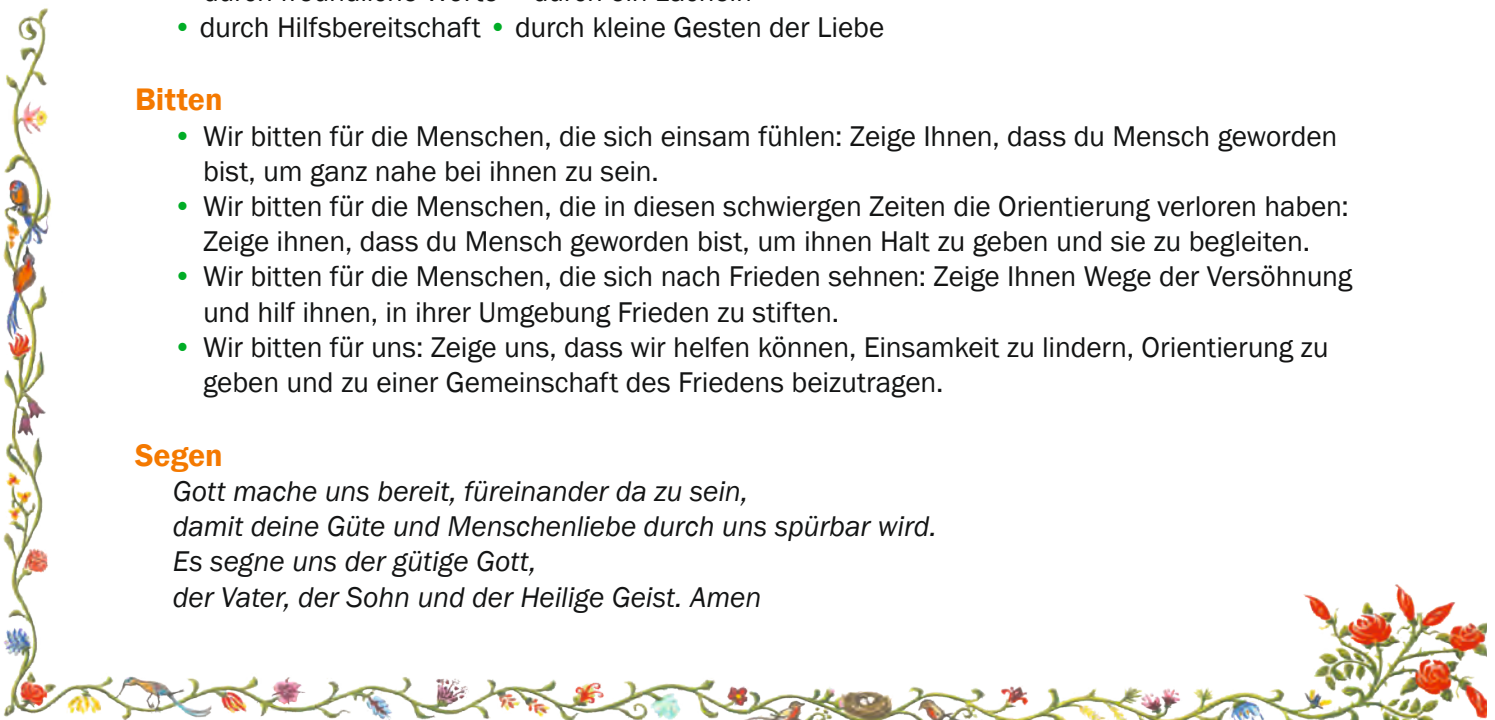 • durch freundliche Worte • durch ein Lächeln
• durch Hilfsbereitschaft • durch kleine Gesten der Liebe
Bitten
• Wir bitten für die Menschen, die sich einsam fühlen: Zeige Ihnen, dass du Mensch geworden
bist, um ganz nahe bei ihnen zu sein.
• Wir bitten für die Menschen, die in diesen schwiergen Zeiten die Orientierung verloren haben:
Zeige ihnen, dass du Mensch geworden bist, um ihnen Halt zu geben und sie zu begleiten.
• Wir bitten für die Menschen, die sich nach Frieden sehnen: Zeige Ihnen Wege der Versöhnung
und hilf ihnen, in ihrer Umgebung Frieden zu stiften.
• Wir bitten für uns: Zeige uns, dass wir helfen können, Einsamkeit zu lindern, Orientierung zu
geben und zu einer Gemeinschaft des Friedens beizutragen.
Segen
Gott mache uns bereit, füreinander da zu sein,
damit deine Güte und Menschenliebe durch uns spürbar wird.
Es segne uns der gütige Gott,
der Vater, der Sohn und der Heilige Geist. Amen